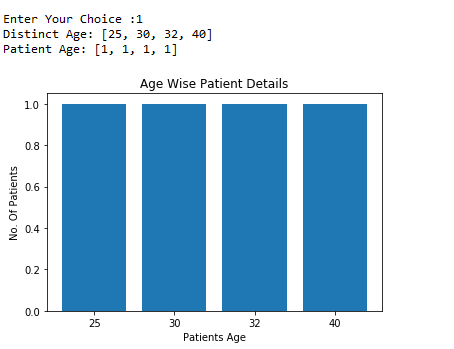 Enter Your Choice :1
Distinct Age: [25, 30, 32, 40]
Patient Age: [1, 1, 1, 1]
Age Wise Patient Details
1.0
0.8
0.6
0.4
0.2
0.0
No. Of Patients
25 30 32 40
Patients Age